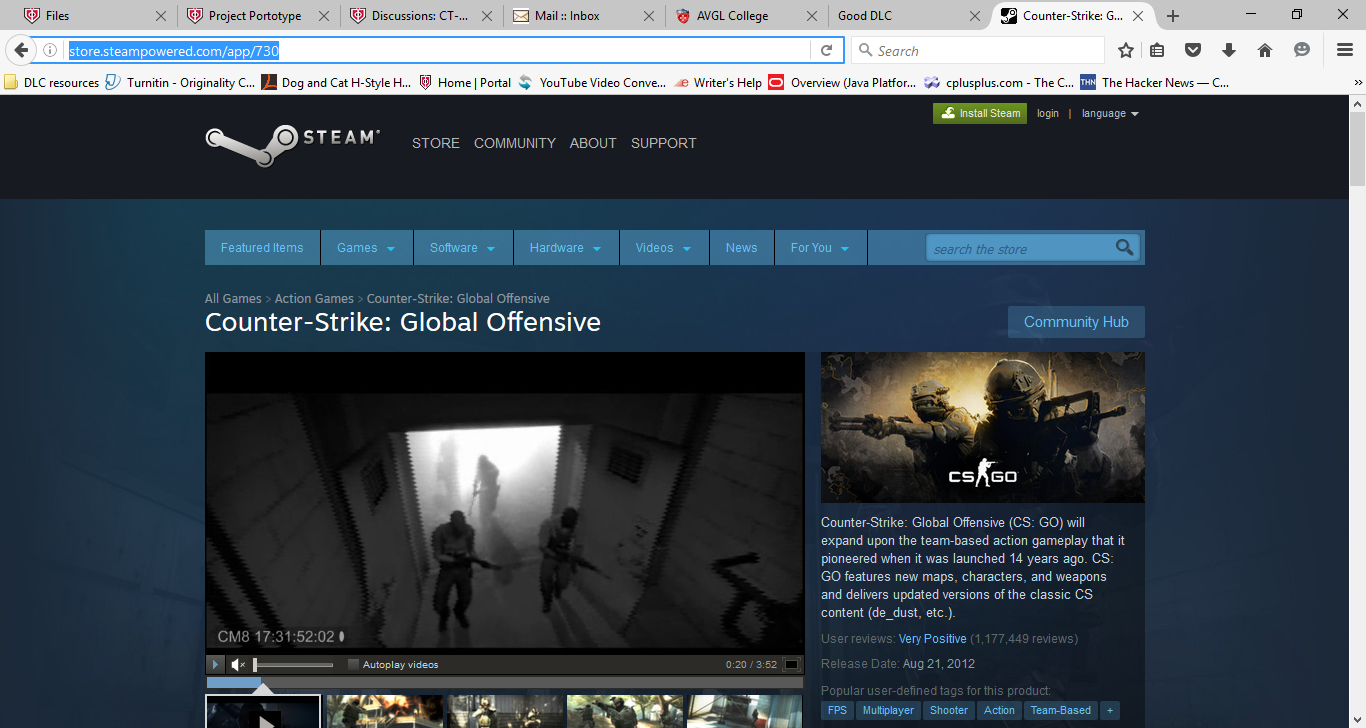 Files
Project Portotype
Discussions: CT-...
Mail :: Inbox
AVGL College
Good DLC
Counter-Strike: G...
store.steampowered.com/app/730
Search
DLC resources
Turnitin - Originality C...
Dog and Cat H-Style H...
Home | Portal
YouTube Video Conve...
Writer's Help
Overview (Java Platfor...
cplusplus.com - The C...
THN
The Hacker News — C...
Install Steam
login | language
STEAM®
STORE COMMUNITY ABOUT SUPPORT
Featured Items
Games
Software
Hardware
Videos
News
For You
search the store
All Games > Action Games > Counter-Strike: Global Offensive
Counter-Strike: Global Offensive
Community Hub
CM8 17:31:52:02
Autoplay videos
0:20 / 3:52
CS GO
Counter-Strike: Global Offensive (CS: GO) will
expand upon the team-based action gameplay that it
pioneered when it was launched 14 years ago. CS:
GO features new maps, characters, and weapons
and delivers updated versions of the classic CS
content (de_dust, etc.).
User reviews: Very Positive (1,177,449 reviews)
Release Date: Aug 21, 2012
Popular user-defined tags for this product:
FPS Multiplayer Shooter Action Team-Based +